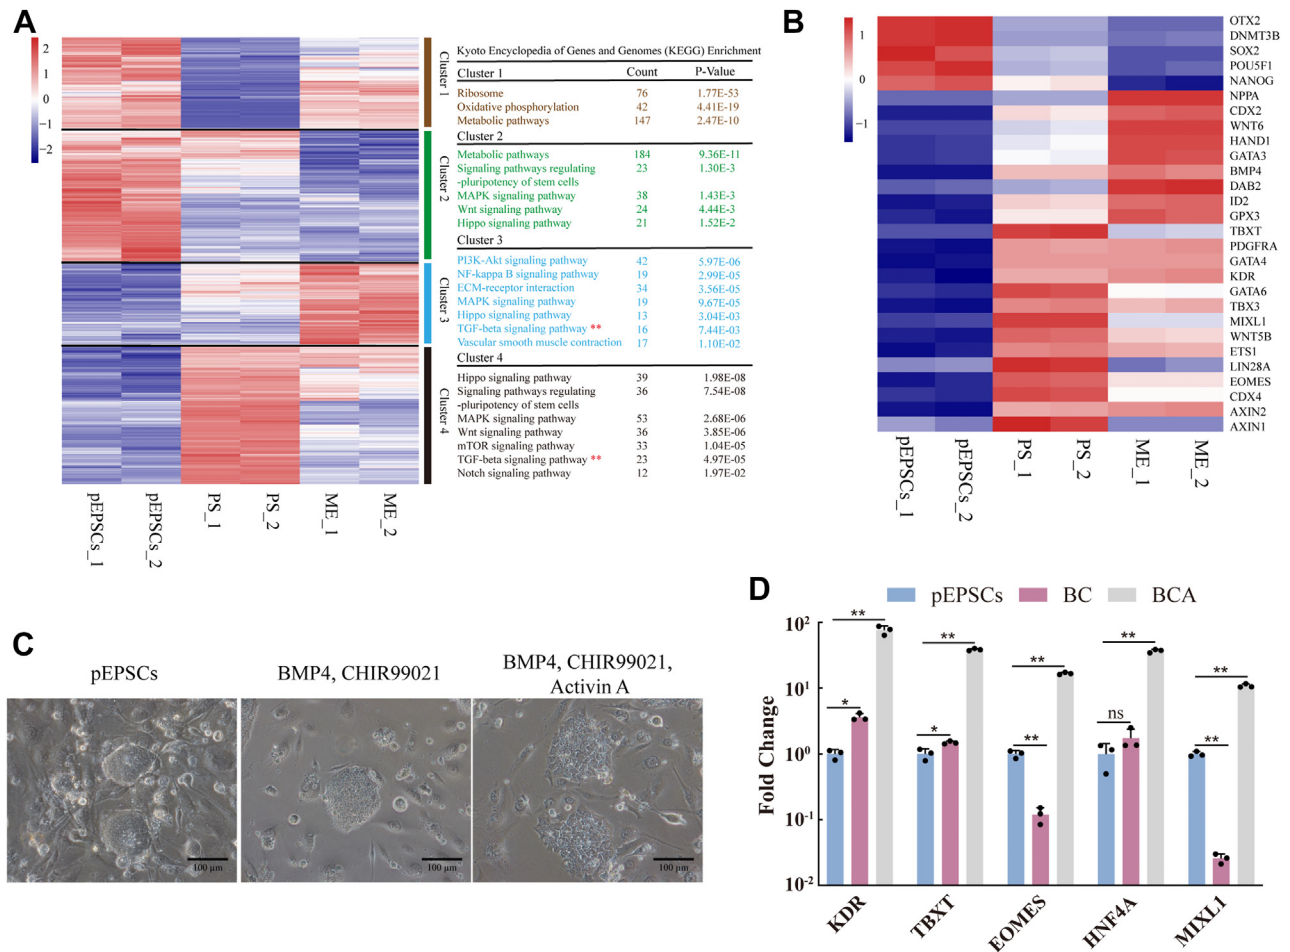 A
2
1
0
−1
−2
Cluster 1
Cluster 2
Cluster 3
Cluster 4
pEPSCs_1
pEPSCs_2
PS_1
PS_2
ME_1
ME_2
Kyoto Encyclopedia of Genes and Genomes (KEGG) Enrichment
Cluster 1 Count P-Value
Ribosome 76 1.77E-53
Oxidative phosphorylation 42 4.41E-19
Metabolic pathways 147 2.47E-10
Cluster 2
Metabolic pathways 184 9.36E-11
Signaling pathways regulating 23 1.30E-3
-pluripotency of stem cells
MAPK signaling pathway 38 1.43E-3
Wnt signaling pathway 24 4.44E-3
Hippo signaling pathway 21 1.52E-2
Cluster 3
PI3K-Akt signaling pathway 42 5.97E-06
NF-kappa B signaling pathway 19 2.99E-05
ECM-receptor interaction 34 3.56E-05
MAPK signaling pathway 19 9.67E-05
Hippo signaling pathway 13 3.04E-03
TGF-beta signaling pathway ** 16 7.44E-03
Vascular smooth muscle contraction 17 1.10E-02
Cluster 4
Hippo signaling pathway 39 1.98E-08
Signaling pathways regulating 36 7.54E-08
-pluripotency of stem cells
MAPK signaling pathway 53 2.68E-06
Wnt signaling pathway 36 3.85E-06
mTOR signaling pathway 33 1.04E-05
TGF-beta signaling pathway ** 23 4.97E-05
Notch signaling pathway 12 1.97E-02
B
1
0
−1
OTX2
DNMT3B
SOX2
POU5F1
NANOG
NPPA
CDX2
WNT6
HAND1
GATA3
BMP4
DAB2
ID2
GPX3
TBXT
PDGFRA
GATA4
KDR
GATA6
TBX3
MIXL1
WNT5B
ETS1
LIN28A
EOMES
CDX4
AXIN2
AXIN1
pEPSCs_1
pEPSCs_2
PS_1
PS_2
ME_1
ME_2
C
pEPSCs
BMP4, CHIR99021
BMP4, CHIR99021,
Activin A
100 µm
100 µm
100 µm
D
pEPSCs BC BCA
Fold Change
10²
10¹
10⁰
10⁻¹
10⁻²
* **
* **
** **
ns **
** **
KDR
TBXT
EOMES
HNF4A
MIXL1